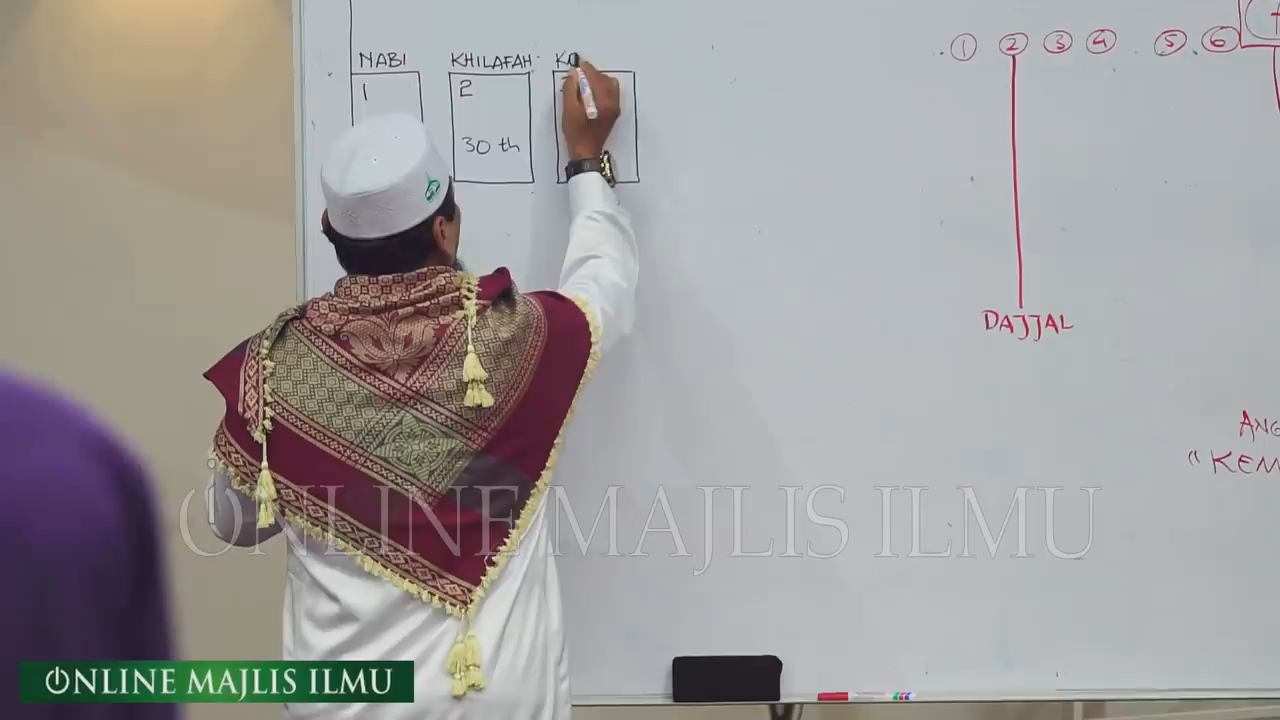 NABI KHILAFAH KO
1 2
30 th
1 2 3 4 5 6
DAJJAL
ONLINE MAJLIS ILMU
ONLINE MAJLIS ILMU